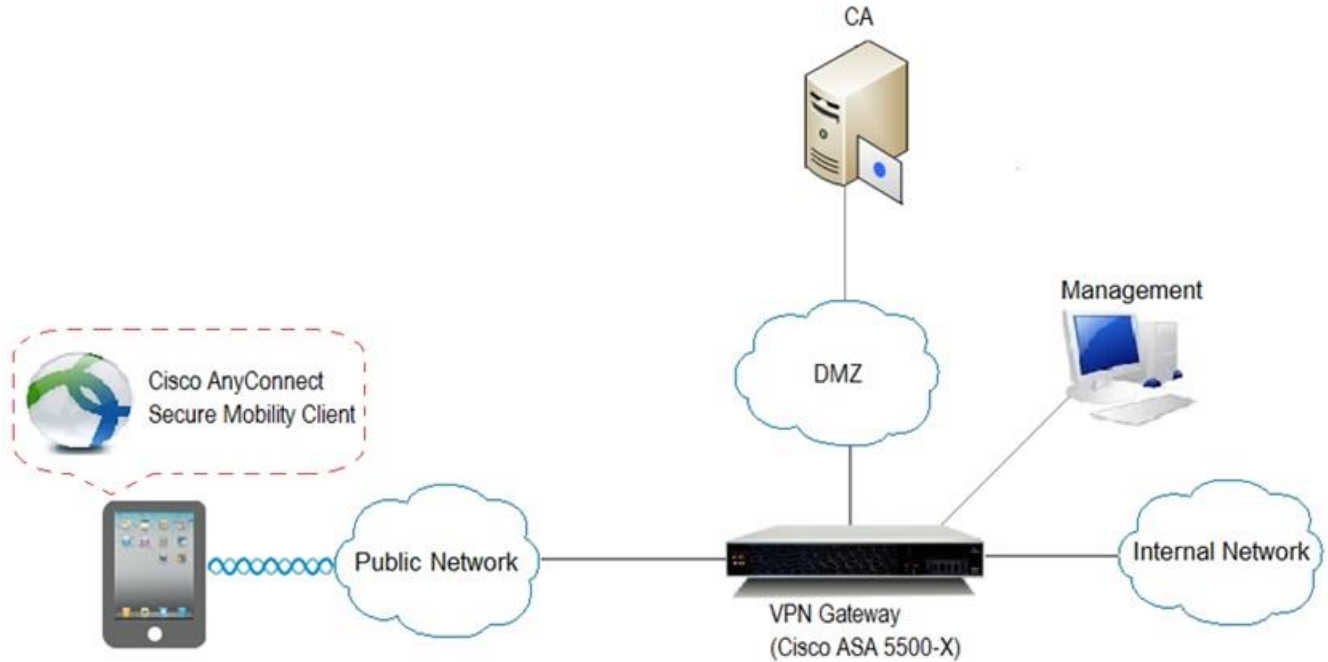 CA
Management
DMZ
Cisco AnyConnect
Secure Mobility Client
Public Network
Internal Network
VPN Gateway
(Cisco ASA 5500-X)